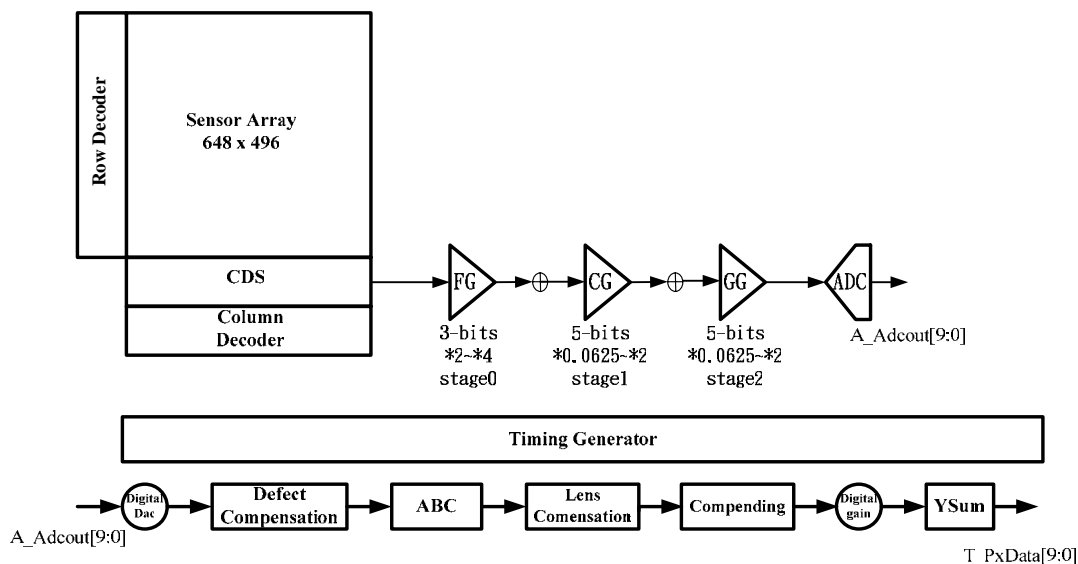 Row Decoder
Sensor Array
648 x 496
CDS
Column
Decoder
FG
CG
GG
ADC
3-bits
*2~*4
stage0
5-bits
*0.0625~*2
stage1
5-bits
*0.0625~*2
stage2
A_Adcout[9:0]
Timing Generator
Digital
Dac
Defect
Compensation
ABC
Lens
Comensation
Compending
Digital
gain
YSum
A_Adcout[9:0]
T_PxData[9:0]